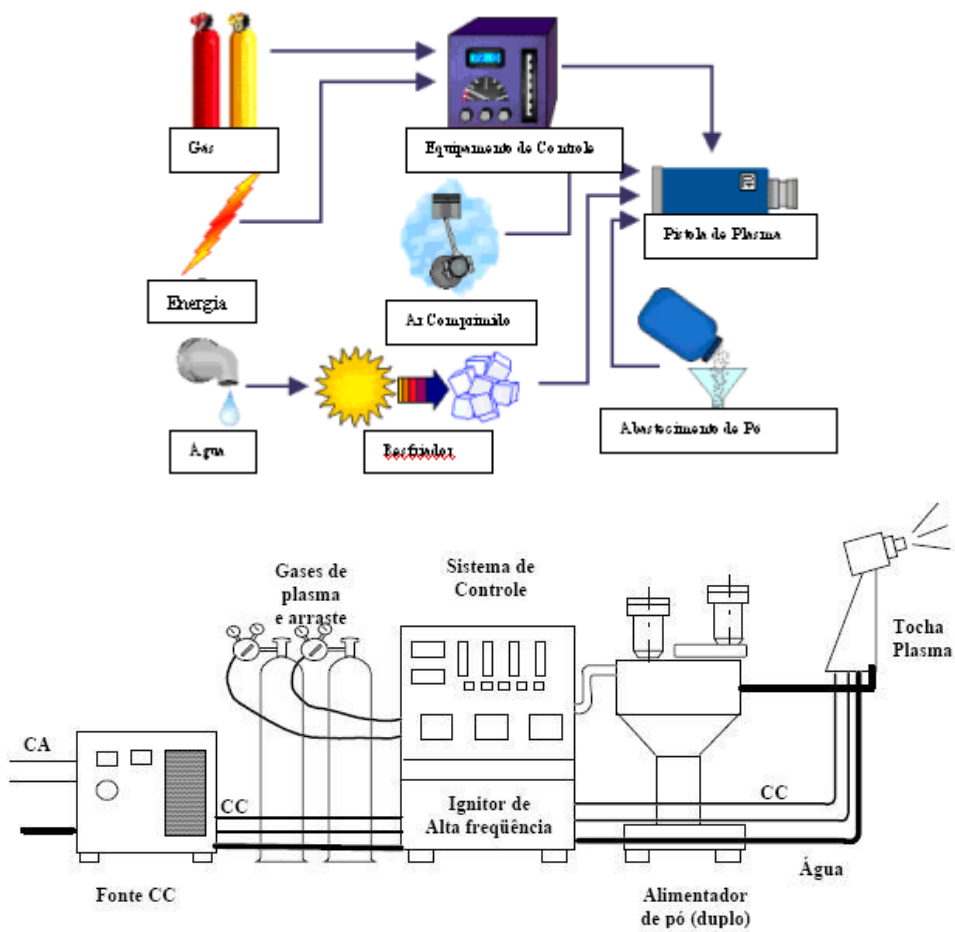 Gás
Equipamento de Controle
Pistola de Plasma
Energia
Ar Comprimido
Água
Resfriador
Abastecimento de Pó
Gases de
plasma
e arraste
Sistema de
Controle
Tocha
Plasma
CA
CC
Ignitor de
Alta freqüência
CC
Água
Fonte CC
Alimentador
de pó (duplo)